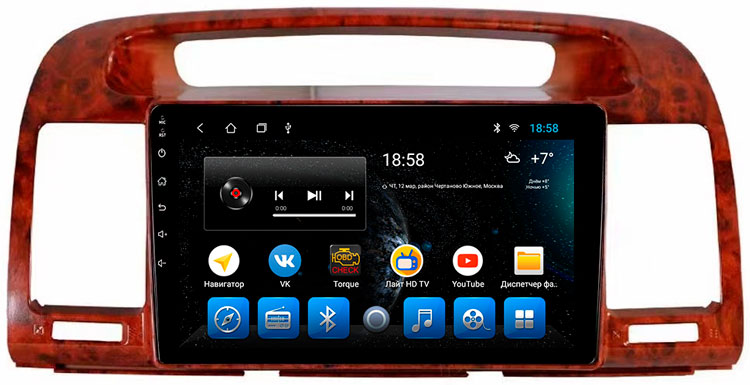 MIC
RST
18:58
18:58
+7°
ЧТ, 12 мар, район Чертаново Южное, Москва
Днём +8°
Ночью +5°
0:00
0:00
HOBD
CHECK
Навигатор
VK
Torque
Лайт HD TV
YouTube
Диспетчер фа..